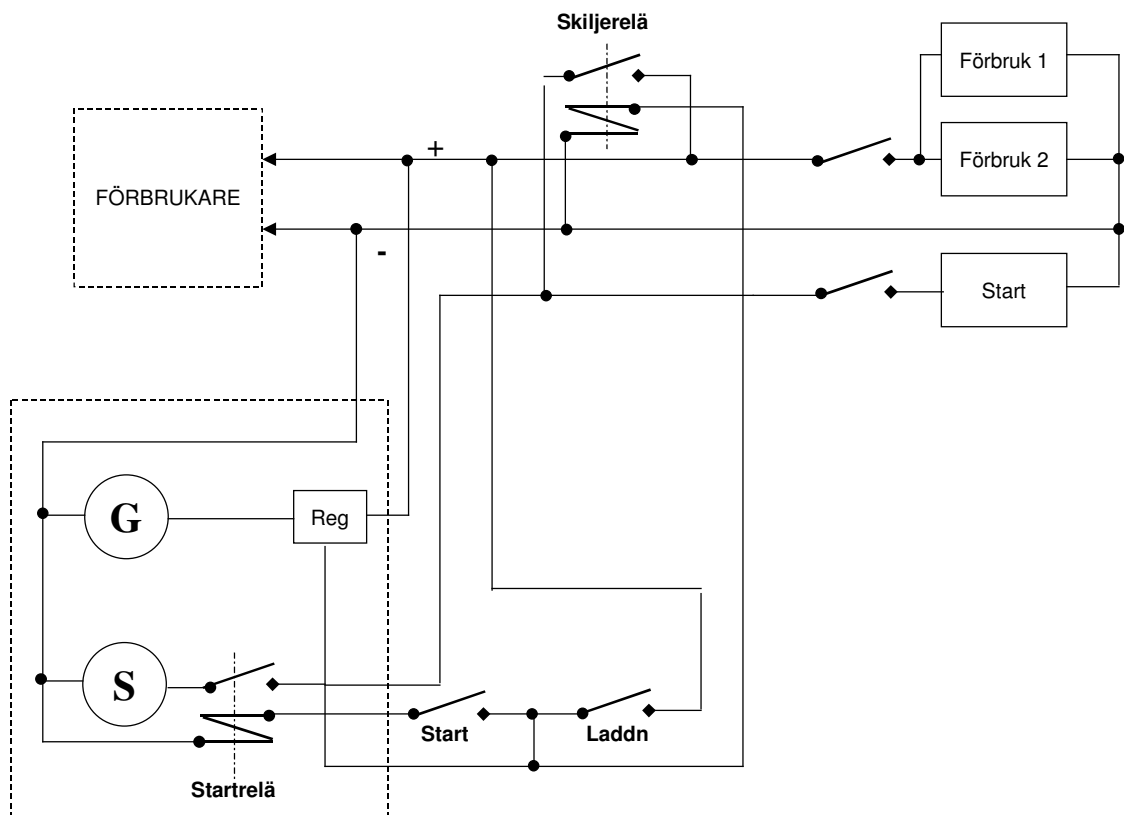 Skiljerelä
Förbruk 1
+
Förbruk 2
FÖRBRUKARE
-
Start
G
Reg
S
Start
Laddn
Startrelä